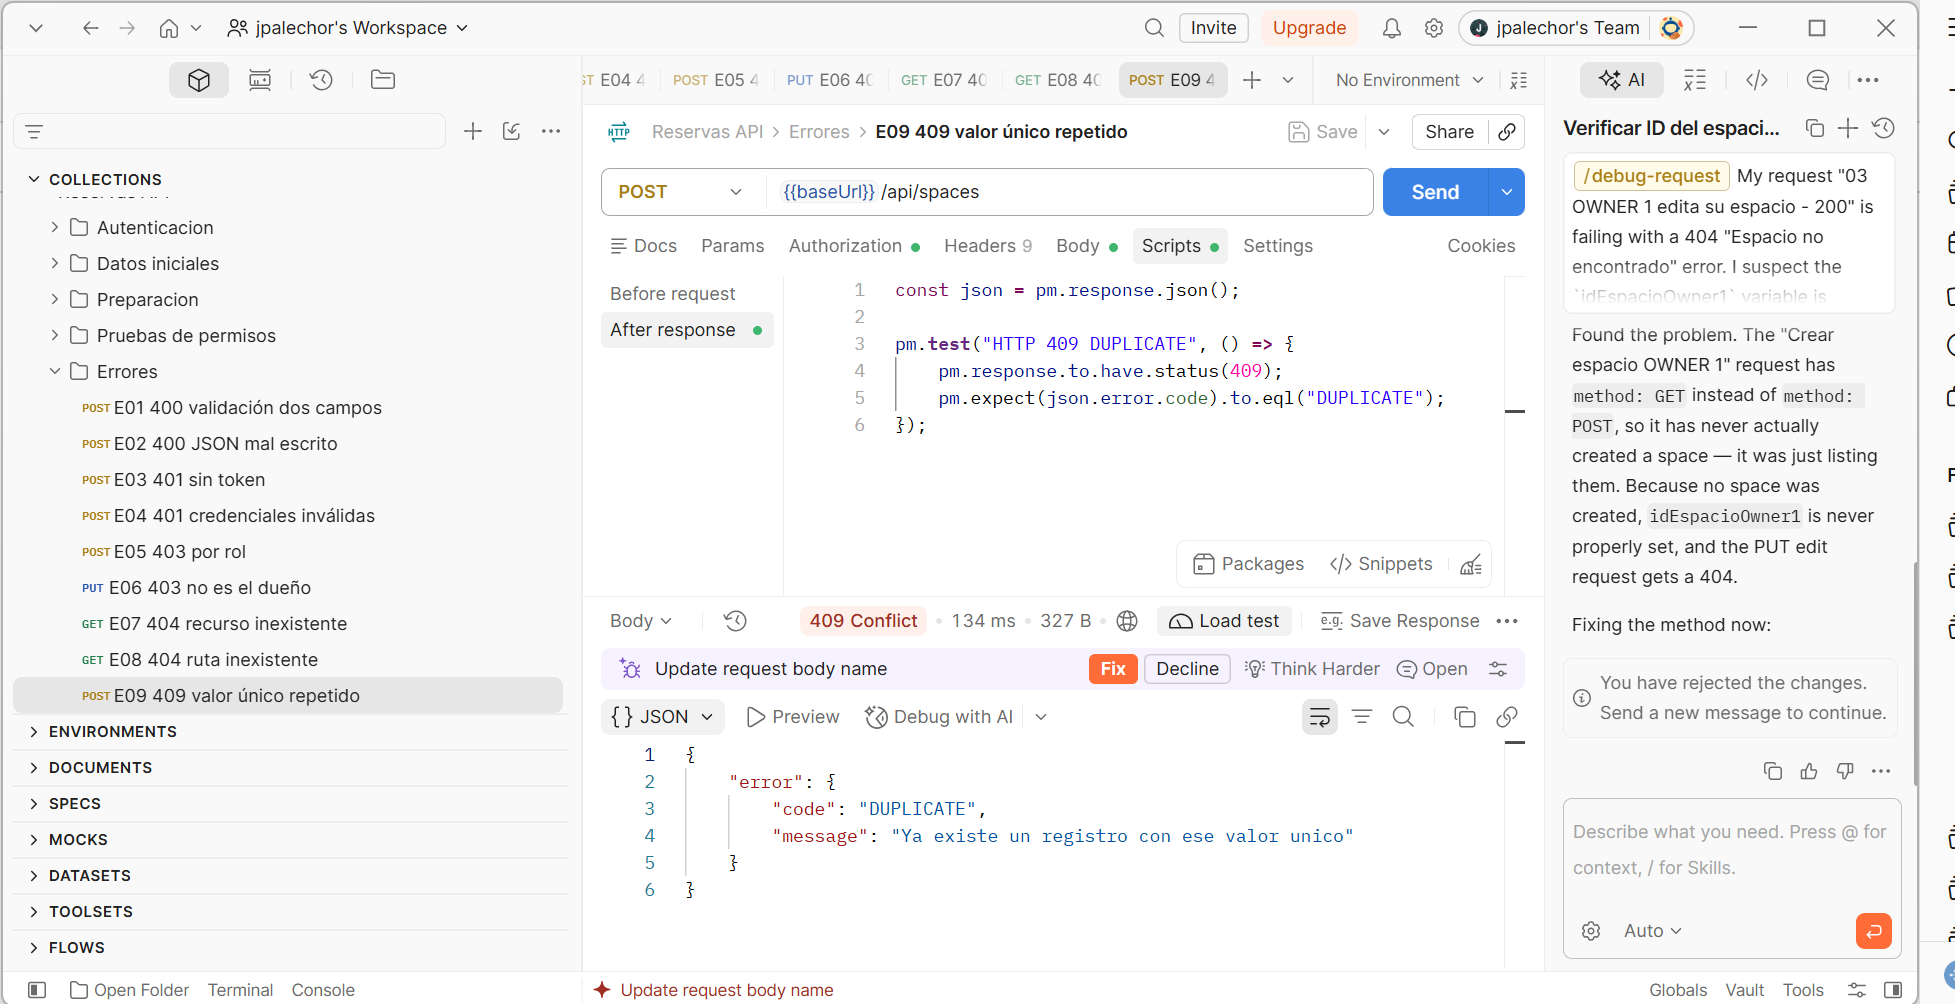 jpalechor's Workspace
Invite
Upgrade
jpalechor's Team
COLLECTIONS
Autenticacion
Datos iniciales
Preparacion
Pruebas de permisos
Errores
POST E01 400 validación dos campos
POST E02 400 JSON mal escrito
POST E03 401 sin token
POST E04 401 credenciales inválidas
POST E05 403 por rol
PUT E06 403 no es el dueño
GET E07 404 recurso inexistente
GET E08 404 ruta inexistente
POST E09 409 valor único repetido
ENVIRONMENTS
DOCUMENTS
SPECS
MOCKS
DATASETS
TOOLSETS
FLOWS
ST E04 4
POST E05 4
PUT E06 40
GET E07 40
GET E08 40
POST E09 4
No Environment
HTTP
Reservas API > Errores > E09 409 valor único repetido
Save
Share
POST
{{baseUrl}} /api/spaces
Send
Docs
Params
Authorization
Headers 9
Body
Scripts
Settings
Cookies
Before request
After response
1 const json = pm.response.json();
2
3 pm.test("HTTP 409 DUPLICATE", () => {
4 pm.response.to.have.status(409);
5 pm.expect(json.error.code).to.eql("DUPLICATE");
6 });
Packages
</> Snippets
Body
409 Conflict
134 ms
327 B
Load test
e.g. Save Response
Update request body name
Fix
Decline
Think Harder
Open
{} JSON
Preview
Debug with AI
1 {
2 "error": {
3 "code": "DUPLICATE",
4 "message": "Ya existe un registro con ese valor unico"
5 }
6 }
AI
Verificar ID del espaci...
/debug-request My request "03
OWNER 1 edita su espacio - 200" is
failing with a 404 "Espacio no
encontrado" error. I suspect the
`idEspacioOwner1` variable is
Found the problem. The "Crear
espacio OWNER 1" request has
method: GET instead of method:
POST, so it has never actually
created a space — it was just listing
them. Because no space was
created, idEspacioOwner1 is never
properly set, and the PUT edit
request gets a 404.
Fixing the method now:
You have rejected the changes.
Send a new message to continue.
Describe what you need. Press @ for
context, / for Skills.
Auto
Open Folder
Terminal
Console
Update request body name
Globals
Vault
Tools